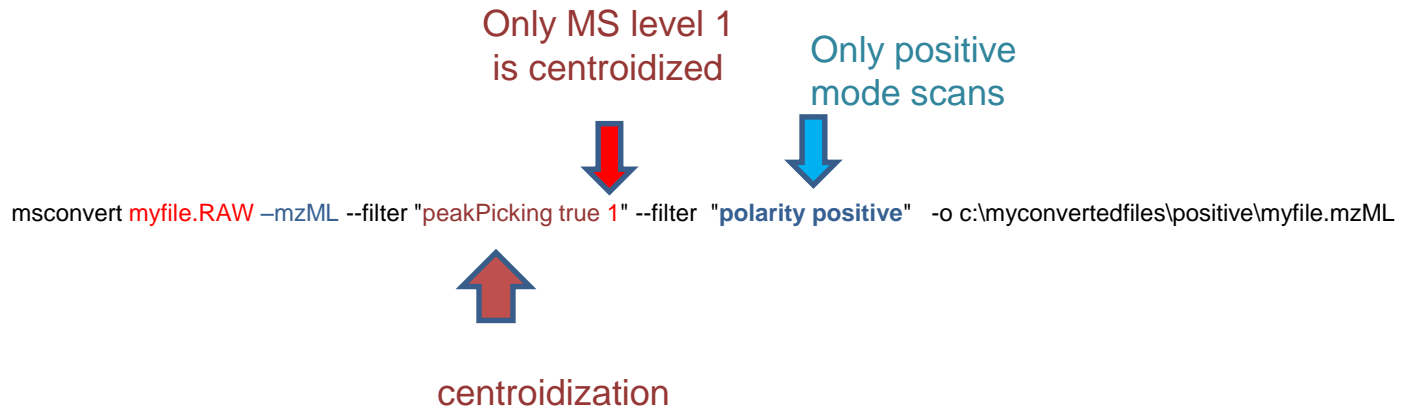 Only MS level 1
is centroidized
Only positive
mode scans
msconvert myfile.RAW –mzML --filter "peakPicking true 1" --filter "polarity positive" -o c:\myconvertedfiles\positive\myfile.mzML
centroidization